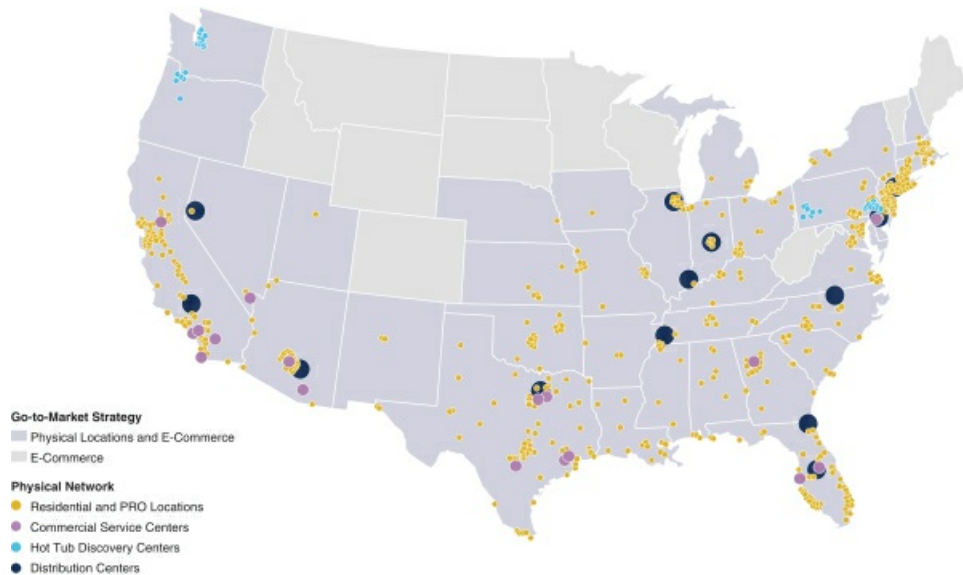 Go-to-Market Strategy
Physical Locations and E-Commerce
E-Commerce
Physical Network
Residential and PRO Locations
Commercial Service Centers
Hot Tub Discovery Centers
Distribution Centers